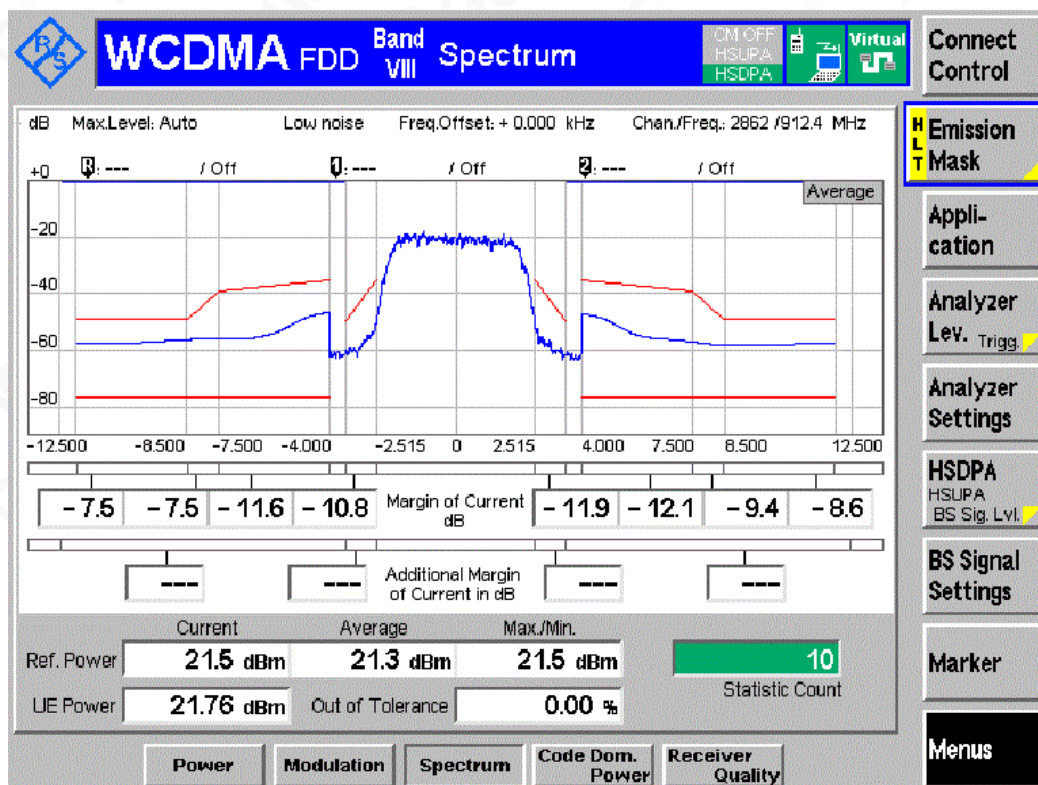 R&S WCDMA FDD Band VIII Spectrum
CM OFF
HSUPA
HSDPA
Virtual
Connect Control
dB Max.Level: Auto Low noise Freq.Offset: + 0.000 kHz Chan./Freq.: 2862 / 912.4 MHz
HLT Emission Mask
+0 R: --- / Off 1: --- / Off 2: --- / Off
Average
Appli-
cation
-20
-40
Analyzer
Lev. Trigg.
-60
-80
Analyzer
Settings
-12.500 -8.500 -7.500 -4.000 -2.515 0 2.515 4.000 7.500 8.500 12.500
HSDPA
HSUPA
BS Sig. Lvl.
- 7.5 - 7.5 - 11.6 - 10.8 Margin of Current dB - 11.9 - 12.1 - 9.4 - 8.6
--- --- Additional Margin of Current in dB --- ---
BS Signal
Settings
Current Average Max./Min.
Ref. Power 21.5 dBm 21.3 dBm 21.5 dBm 10
Statistic Count
Marker
UE Power 21.76 dBm Out of Tolerance 0.00 %
Menus
Power Modulation Spectrum Code Dom. Power Receiver Quality